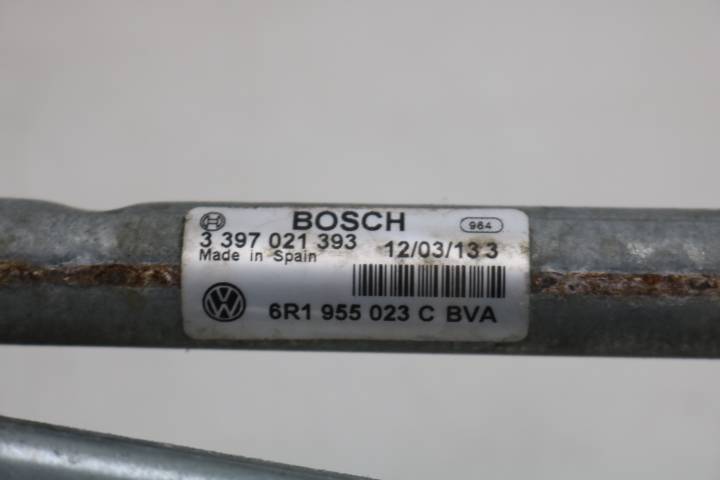 BOSCH 964
3 397 021 393 12/03/13 3
Made in Spain
6R1 955 023 C BVA